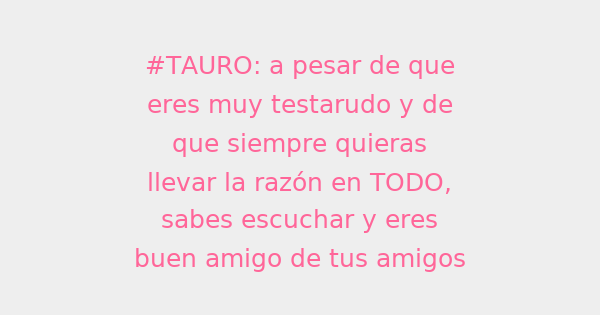 #TAURO: a pesar de que
eres muy testarudo y de
que siempre quieras
llevar la razón en TODO,
sabes escuchar y eres
buen amigo de tus amigos